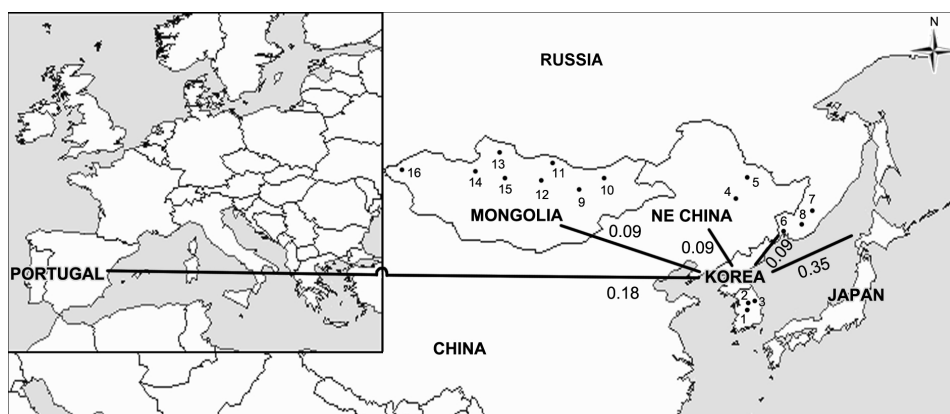 N
RUSSIA
13
11
16
14
15
12
10
9
5
4
7
MONGOLIA
NE CHINA
8
6
0.09
0.09
0.09
PORTUGAL
KOREA
0.35
0.18
JAPAN
2
3
1
CHINA